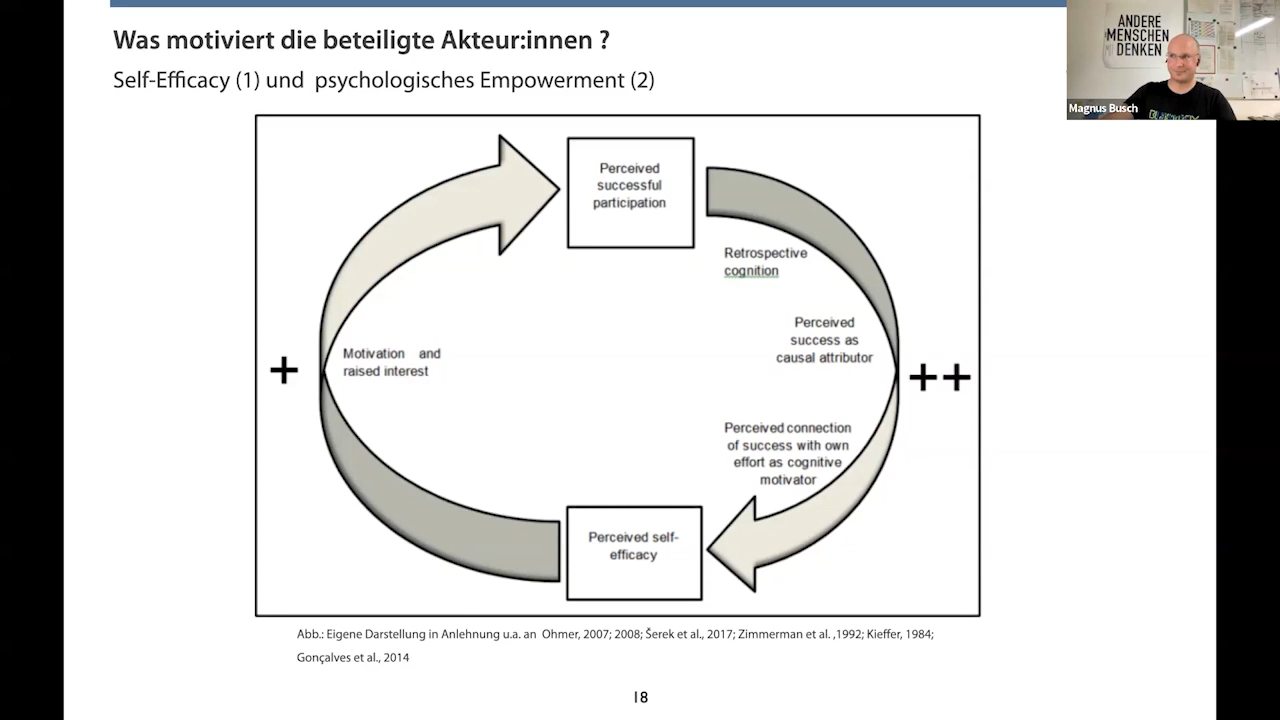 Was motiviert die beteiligte Akteur:innen ?
Self-Efficacy (1) und psychologisches Empowerment (2)
ANDERE
MENSCHEN
DENKEN
Magnus Busch
Perceived
successful
participation
Retrospective
cognition
Perceived
success as
causal attributor
Motivation and
raised interest
+
++
Perceived connection
of success with own
effort as cognitive
motivator
Perceived self-
efficacy
Abb.: Eigene Darstellung in Anlehnung u.a. an Ohmer, 2007; 2008; Šerek et al., 2017; Zimmerman et al. ,1992; Kieffer, 1984;
Gonçalves et al., 2014
18